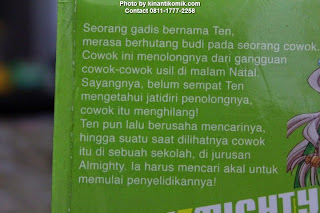 Photo by kinantikomik.com
Contact 0811-1777-2258
Seorang gadis bernama Ten,
merasa berhutang budi pada seorang cowok.
Cowok ini menolongnya dari gangguan
cowok-cowok usil di malam Natal.
Sayangnya, belum sempat Ten
mengetahui jatidiri penolongnya,
cowok itu menghilang!
Ten pun lalu berusaha mencarinya,
hingga suatu saat dilihatnya cowok
itu di sebuah sekolah, di jurusan
Almighty. Ia harus mencari akal untuk
memulai penyelidikannya!
MIGHTY